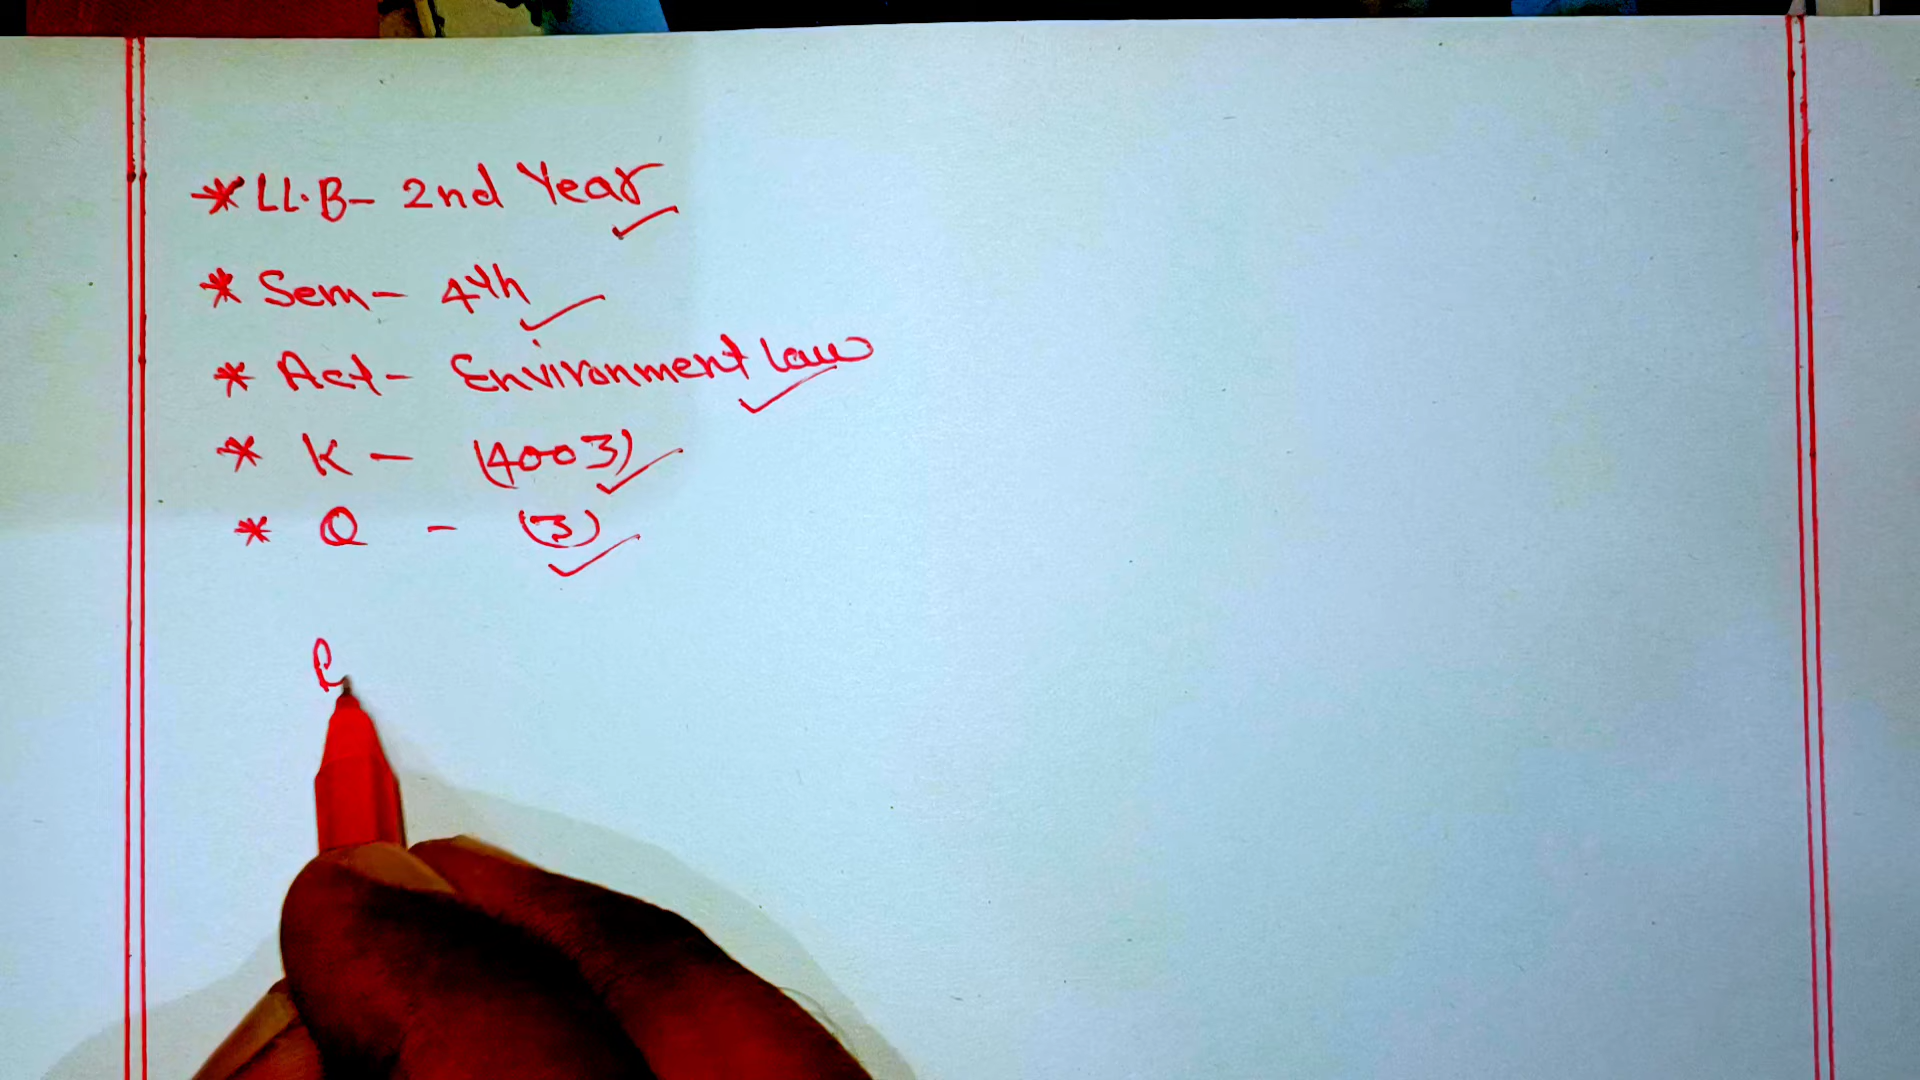 * LL.B- 2nd Year
* Sem- 4th
* Act- Environment law
* K - (4003)
* Q - (3)